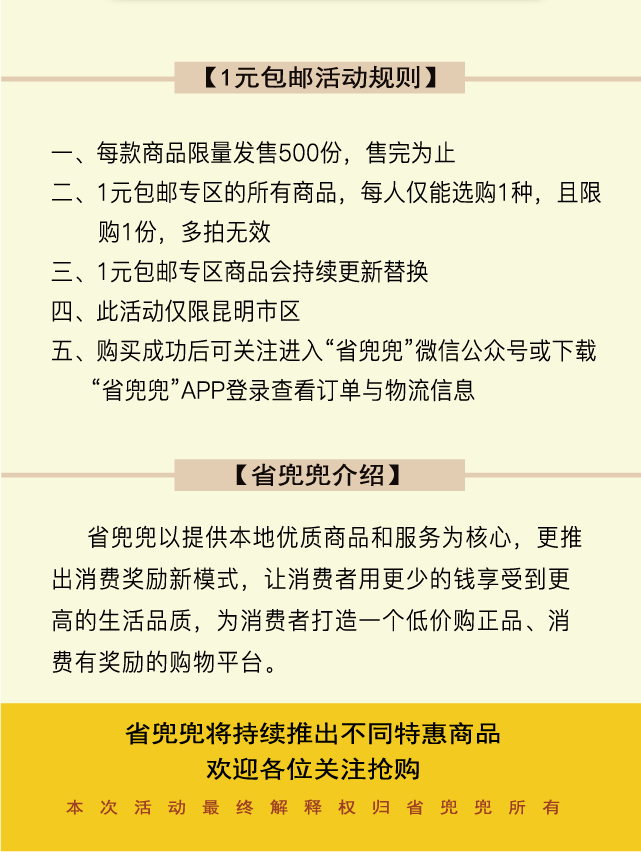 【1元包邮活动规则】
一、每款商品限量发售500份，售完为止
二、1元包邮专区的所有商品，每人仅能选购1种，且限
购1份，多拍无效
三、1元包邮专区商品会持续更新替换
四、此活动仅限昆明市区
五、购买成功后可关注进入“省兜兜”微信公众号或下载
“省兜兜”APP登录查看订单与物流信息
【省兜兜介绍】
省兜兜以提供本地优质商品和服务为核心，更推
出消费奖励新模式，让消费者用更少的钱享受到更
高的生活品质，为消费者打造一个低价购正品、消
费有奖励的购物平台。
省兜兜将持续推出不同特惠商品
欢迎各位关注抢购
本次活动最终解释权归省兜兜所有